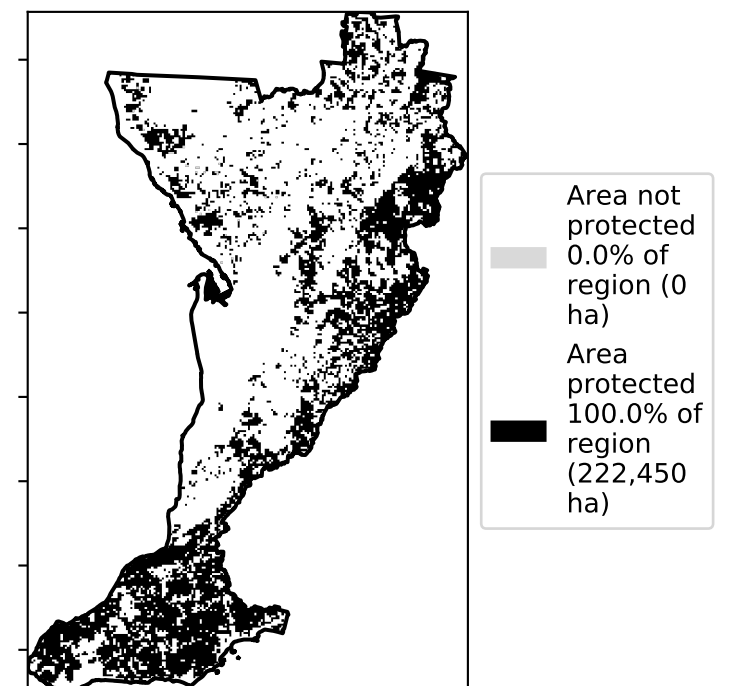 Area not
protected
0.0% of
region (0
ha)
Area
protected
100.0% of
region
(222,450
ha)